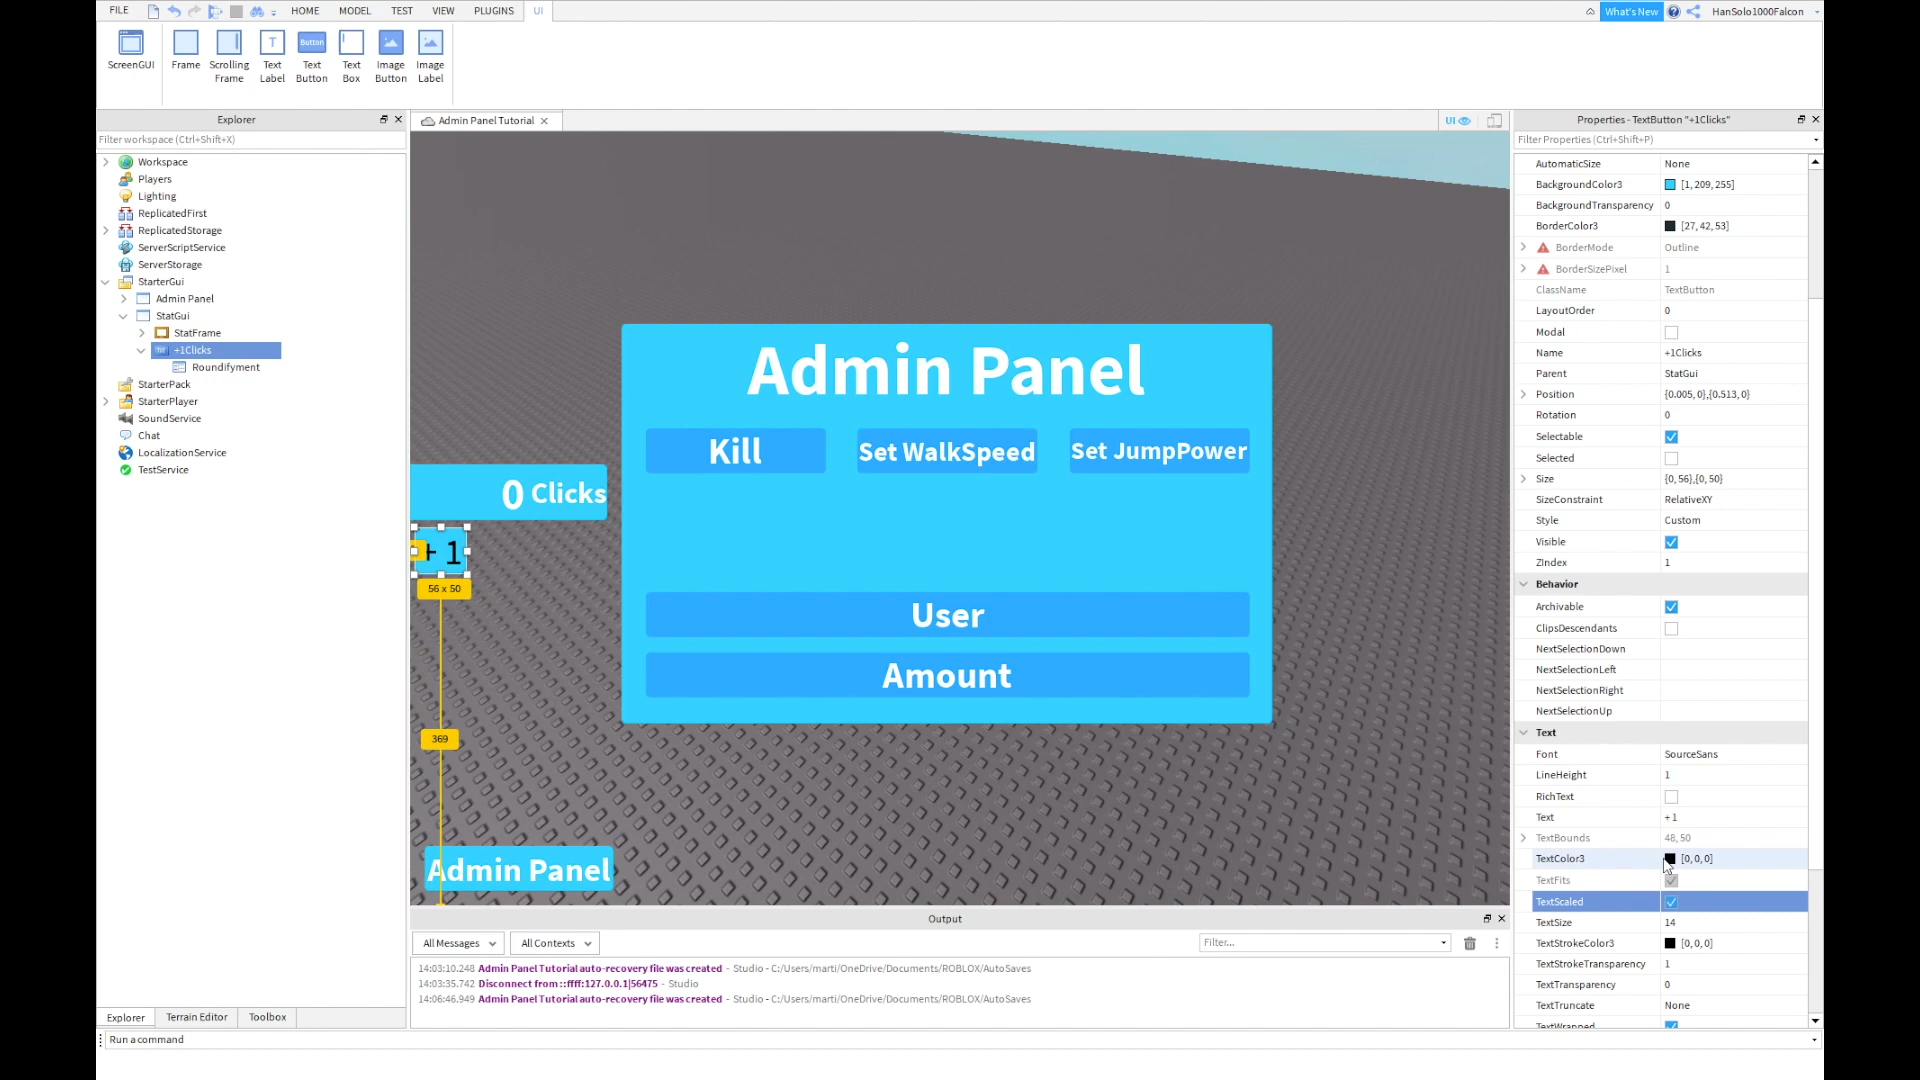 FILE HOME MODEL TEST VIEW PLUGINS UI What's New HanSolo1000Falcon
ScreenGUI Frame Scrolling Frame Text Label Button Text Button Text Box Image Button Image Label
Explorer
Filter workspace (Ctrl+Shift+X)
Workspace
Players
Lighting
ReplicatedFirst
ReplicatedStorage
ServerScriptService
ServerStorage
StarterGui
Admin Panel
StatGui
StatFrame
+1Clicks
Roundifyment
StarterPack
StarterPlayer
SoundService
Chat
LocalizationService
TestService
Explorer Terrain Editor Toolbox
Run a command
Admin Panel Tutorial
UI
Admin Panel
Kill Set WalkSpeed Set JumpPower
0 Clicks
+ 1
56 x 50
User
Amount
369
Admin Panel
Output
All Messages All Contexts Filter...
14:03:10.248 Admin Panel Tutorial auto-recovery file was created - Studio - C:/Users/marti/OneDrive/Documents/ROBLOX/AutoSaves
14:03:35.742 Disconnect from ::ffff:127.0.0.1|56475 - Studio
14:06:46.949 Admin Panel Tutorial auto-recovery file was created - Studio - C:/Users/marti/OneDrive/Documents/ROBLOX/AutoSaves
Properties - TextButton "+1Clicks"
Filter Properties (Ctrl+Shift+P)
AutomaticSize None
BackgroundColor3 [1, 209, 255]
BackgroundTransparency 0
BorderColor3 [27, 42, 53]
BorderMode Outline
BorderSizePixel 1
ClassName TextButton
LayoutOrder 0
Modal
Name +1Clicks
Parent StatGui
Position {0.005, 0},{0.513, 0}
Rotation 0
Selectable
Selected
Size {0, 56},{0, 50}
SizeConstraint RelativeXY
Style Custom
Visible
ZIndex 1
Behavior
Archivable
ClipsDescendants
NextSelectionDown
NextSelectionLeft
NextSelectionRight
NextSelectionUp
Text
Font SourceSans
LineHeight 1
RichText
Text + 1
TextBounds 48, 50
TextColor3 [0, 0, 0]
TextFits
TextScaled
TextSize 14
TextStrokeColor3 [0, 0, 0]
TextStrokeTransparency 1
TextTransparency 0
TextTruncate None
TextWrapped